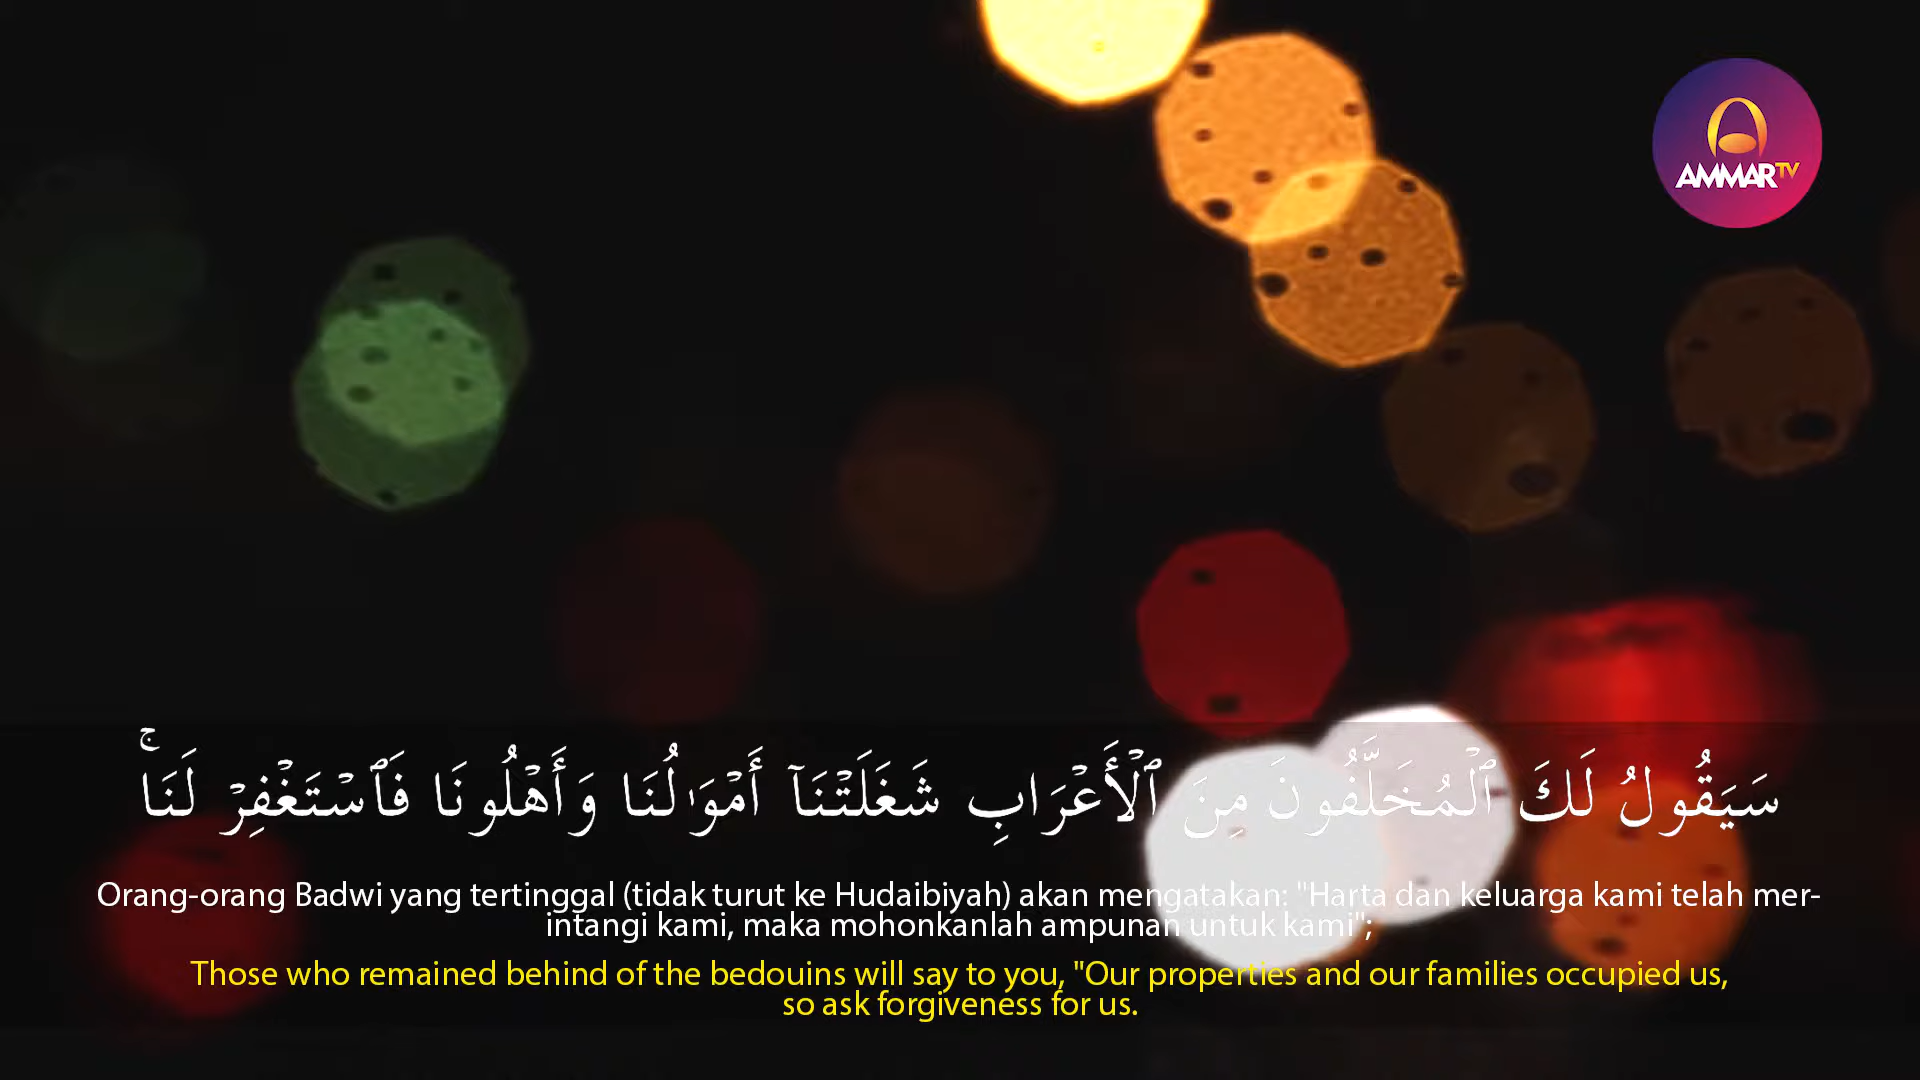 AMMARTV
سَيَقُولُ لَكَ ٱلْمُخَلَّفُونَ مِنَ ٱلْأَعْرَابِ شَغَلَتْنَآ أَمْوَٰلُنَا وَأَهْلُونَا فَٱسْتَغْفِرْ لَنَا ۚ
Orang-orang Badwi yang tertinggal (tidak turut ke Hudaibiyah) akan mengatakan: "Harta dan keluarga kami telah mer-
intangi kami, maka mohonkanlah ampunan untuk kami";
Those who remained behind of the bedouins will say to you, "Our properties and our families occupied us,
so ask forgiveness for us.